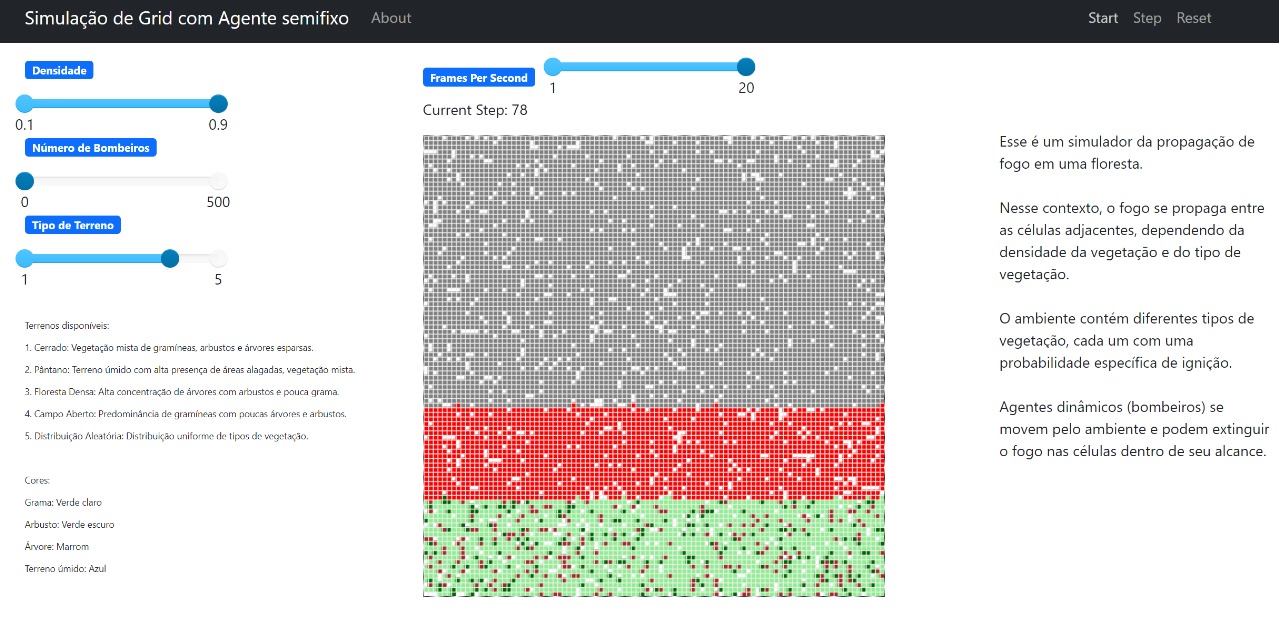 Simulação de Grid com Agente semifixo About Start Step Reset
Densidade
0.1 0.9
Número de Bombeiros
0 500
Tipo de Terreno
1 5
Terrenos disponíveis:
1. Cerrado: Vegetação mista de gramíneas, arbustos e árvores esparsas.
2. Pântano: Terreno úmido com alta presença de áreas alagadas, vegetação mista.
3. Floresta Densa: Alta concentração de árvores com arbustos e pouca grama.
4. Campo Aberto: Predominância de gramíneas com poucas árvores e arbustos.
5. Distribuição Aleatória: Distribuição uniforme de tipos de vegetação.
Cores:
Grama: Verde claro
Arbusto: Verde escuro
Árvore: Marrom
Terreno úmido: Azul
Frames Per Second
1 20
Current Step: 78
Esse é um simulador da propagação de
fogo em uma floresta.
Nesse contexto, o fogo se propaga entre
as células adjacentes, dependendo da
densidade da vegetação e do tipo de
vegetação.
O ambiente contém diferentes tipos de
vegetação, cada um com uma
probabilidade específica de ignição.
Agentes dinâmicos (bombeiros) se
movem pelo ambiente e podem extinguir
o fogo nas células dentro de seu alcance.